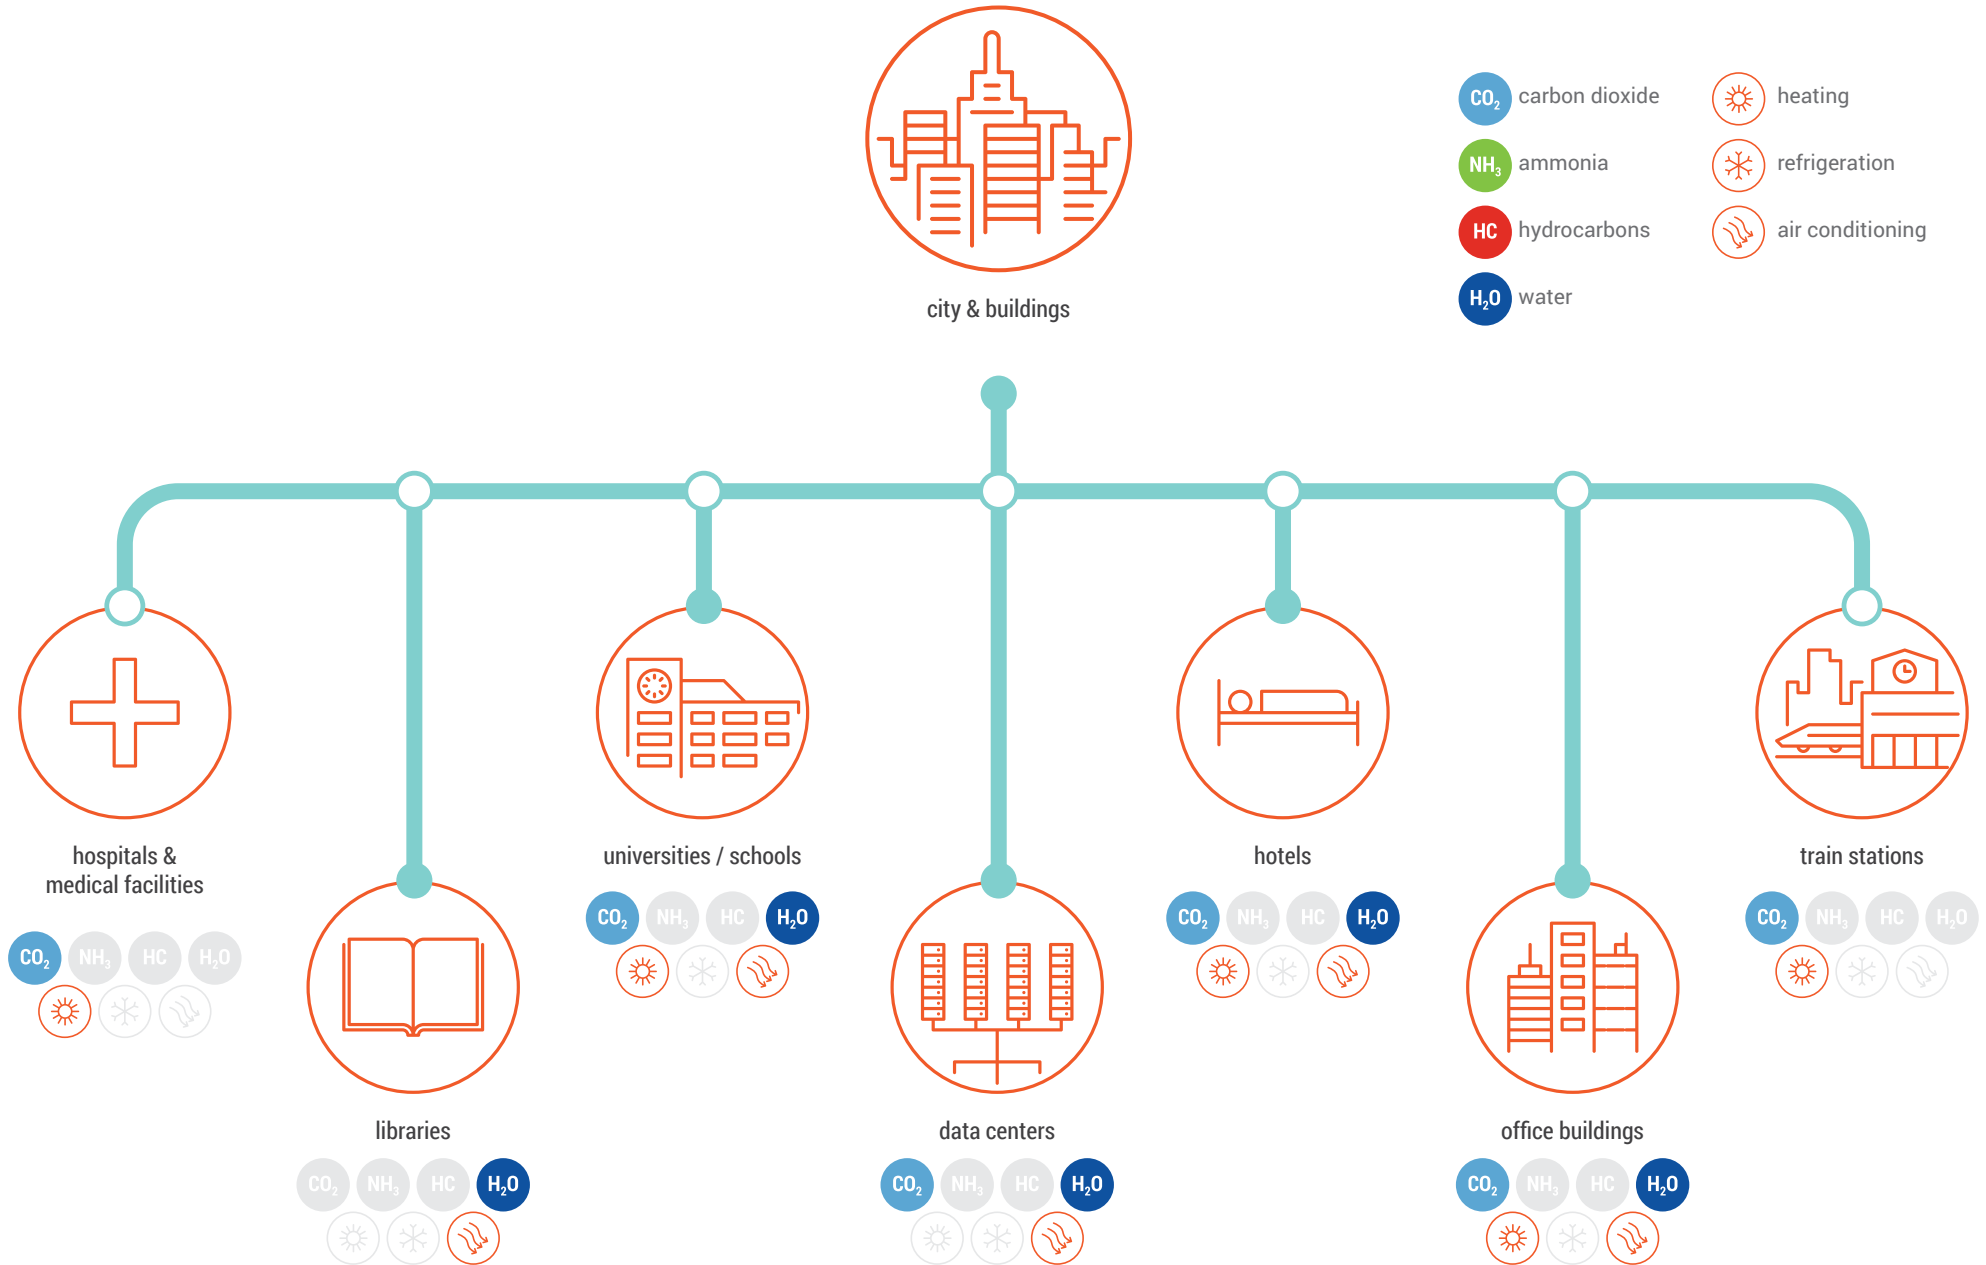 CO₂ carbon dioxide
heating
NH₃ ammonia
refrigeration
HC hydrocarbons
air conditioning
H₂O water
city & buildings
hospitals &
medical facilities
CO₂ NH₃ HC H₂O
libraries
CO₂ NH₃ HC H₂O
universities / schools
CO₂ NH₃ HC H₂O
data centers
CO₂ NH₃ HC H₂O
hotels
CO₂ NH₃ HC H₂O
office buildings
CO₂ NH₃ HC H₂O
train stations
CO₂ NH₃ HC H₂O